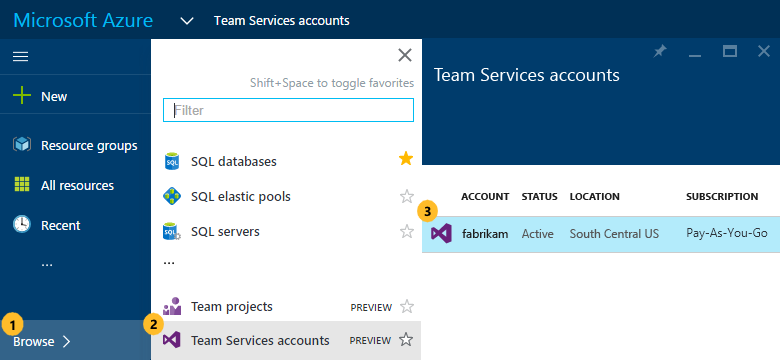 Microsoft Azure Team Services accounts
New
Resource groups
All resources
Recent
...
1
Browse
Shift+Space to toggle favorites
Filter
SQL databases
SQL elastic pools
SQL servers
...
Team projects PREVIEW
2
Team Services accounts PREVIEW
Team Services accounts
ACCOUNT STATUS LOCATION SUBSCRIPTION
3
fabrikam Active South Central US Pay-As-You-Go